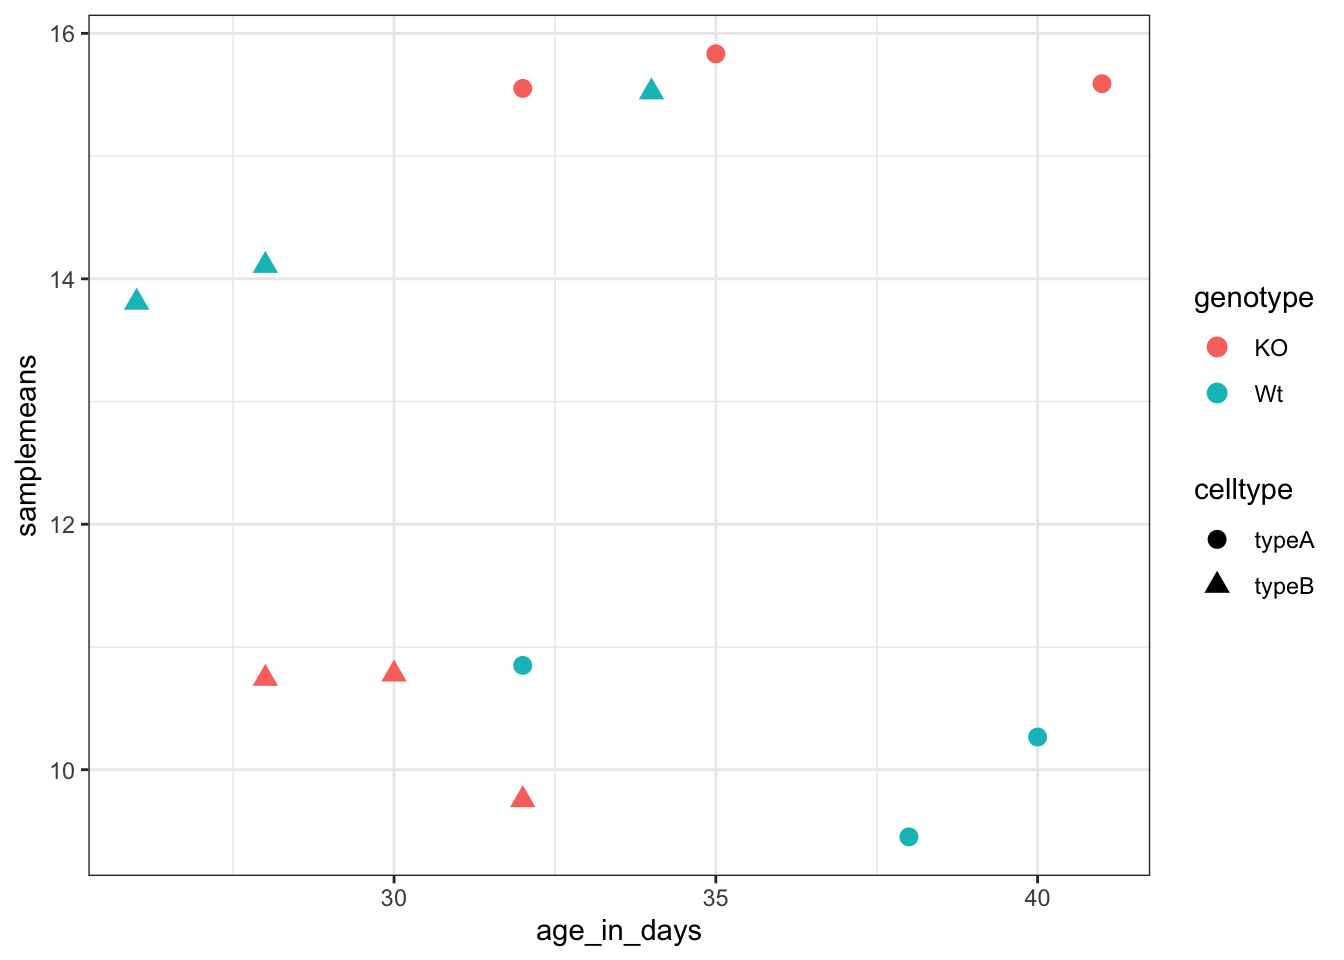 16
14
12
10
samplemeans
30 35 40
age_in_days
genotype
KO
Wt
celltype
typeA
typeB